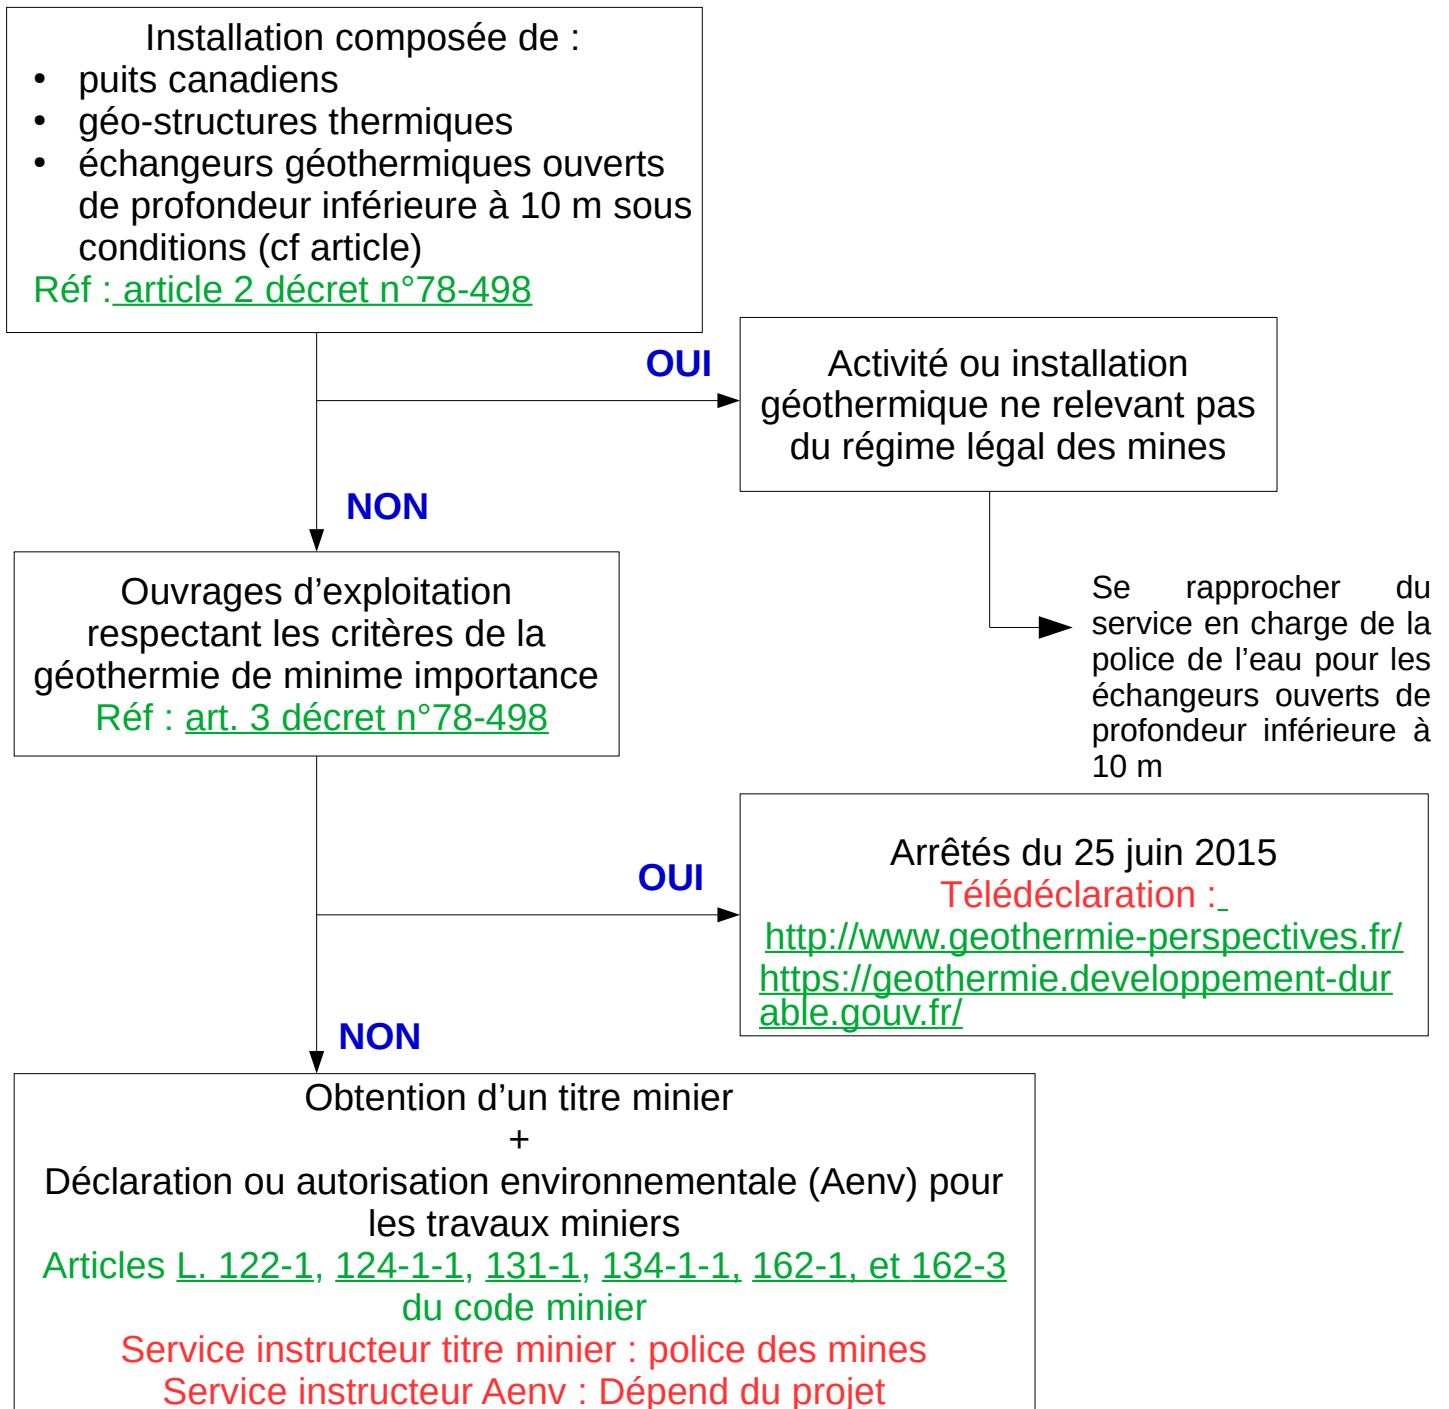 Installation composée de :
• puits canadiens
• géo-structures thermiques
• échangeurs géothermiques ouverts
de profondeur inférieure à 10 m sous
conditions (cf article)
Réf : article 2 décret n°78-498
OUI
Activité ou installation
géothermique ne relevant pas
du régime légal des mines
NON
Se rapprocher du
service en charge de la
police de l’eau pour les
échangeurs ouverts de
profondeur inférieure à
10 m
Ouvrages d’exploitation
respectant les critères de la
géothermie de minime importance
Réf : art. 3 décret n°78-498
OUI
Arrêtés du 25 juin 2015
Télédéclaration :
http://www.geothermie-perspectives.fr/
https://geothermie.developpement-dur
able.gouv.fr/
NON
Obtention d’un titre minier
+
Déclaration ou autorisation environnementale (Aenv) pour
les travaux miniers
Articles L. 122-1, 124-1-1, 131-1, 134-1-1, 162-1, et 162-3
du code minier
Service instructeur titre minier : police des mines
Service instructeur Aenv : Dépend du projet